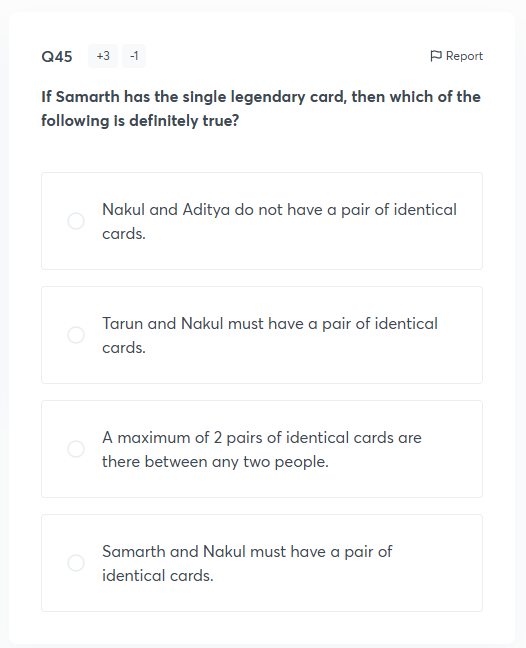 Q45 +3 -1 Report
If Samarth has the single legendary card, then which of the
following is definitely true?
Nakul and Aditya do not have a pair of identical
cards.
Tarun and Nakul must have a pair of identical
cards.
A maximum of 2 pairs of identical cards are
there between any two people.
Samarth and Nakul must have a pair of
identical cards.